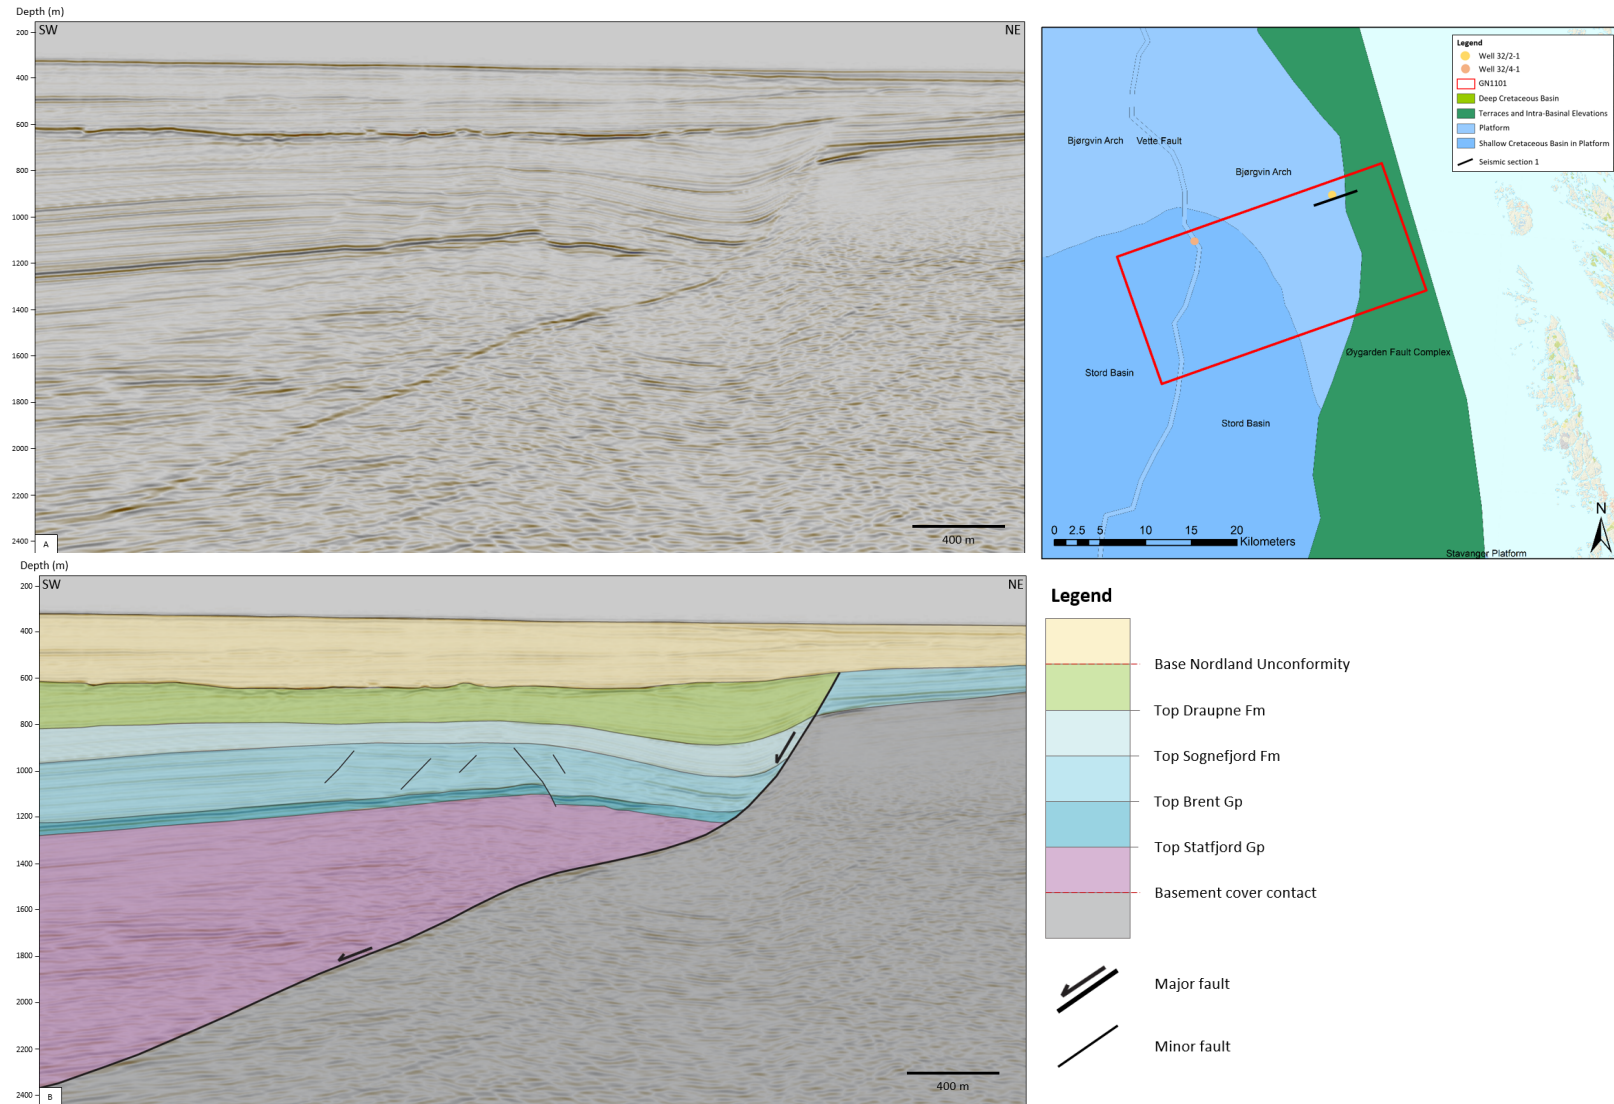 Depth (m)
SW
NE
200
400
600
800
1000
1200
1400
1600
1800
2000
2200
2400
A
400 m
Legend
Well 32/2-1
Well 32/4-1
GN1101
Deep Cretaceous Basin
Terraces and Intra-Basinal Elevations
Platform
Shallow Cretaceous Basin in Platform
Seismic section 1
Bjørgvin Arch
Vette Fault
Bjørgvin Arch
Øygarden Fault Complex
Stord Basin
Stord Basin
N
0 2.5 5 10 15 20
Kilometers
Stavanger Platform
Depth (m)
SW
NE
200
400
600
800
1000
1200
1400
1600
1800
2000
2200
2400
B
400 m
Legend
Base Nordland Unconformity
Top Draupne Fm
Top Sognefjord Fm
Top Brent Gp
Top Statfjord Gp
Basement cover contact
Major fault
Minor fault